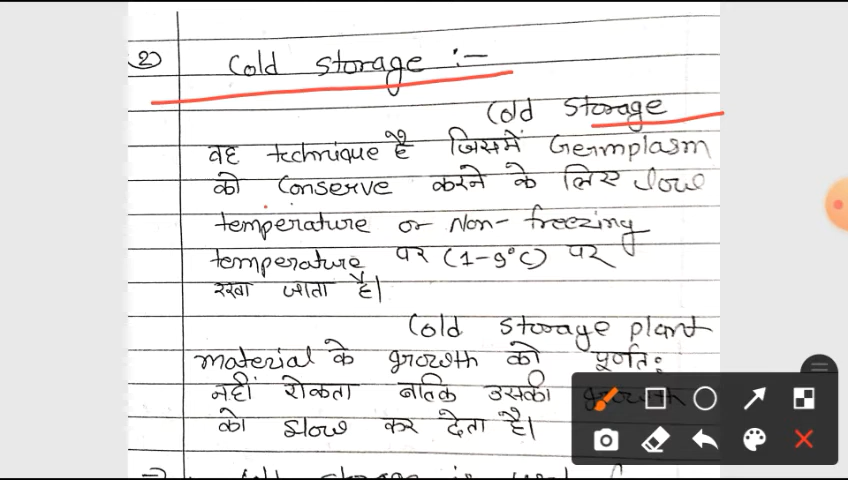 2) Cold storage :-
Cold storage
वह technique है जिसमें Germplasm
को conserve करने के लिए low
temperature or Non-freezing
temperature पर (1-9°C) पर
रखा जाता है।
Cold storage plant
material के growth को पूर्णतः
नहीं रोकता बल्कि उसकी growth
को slow कर देता है।